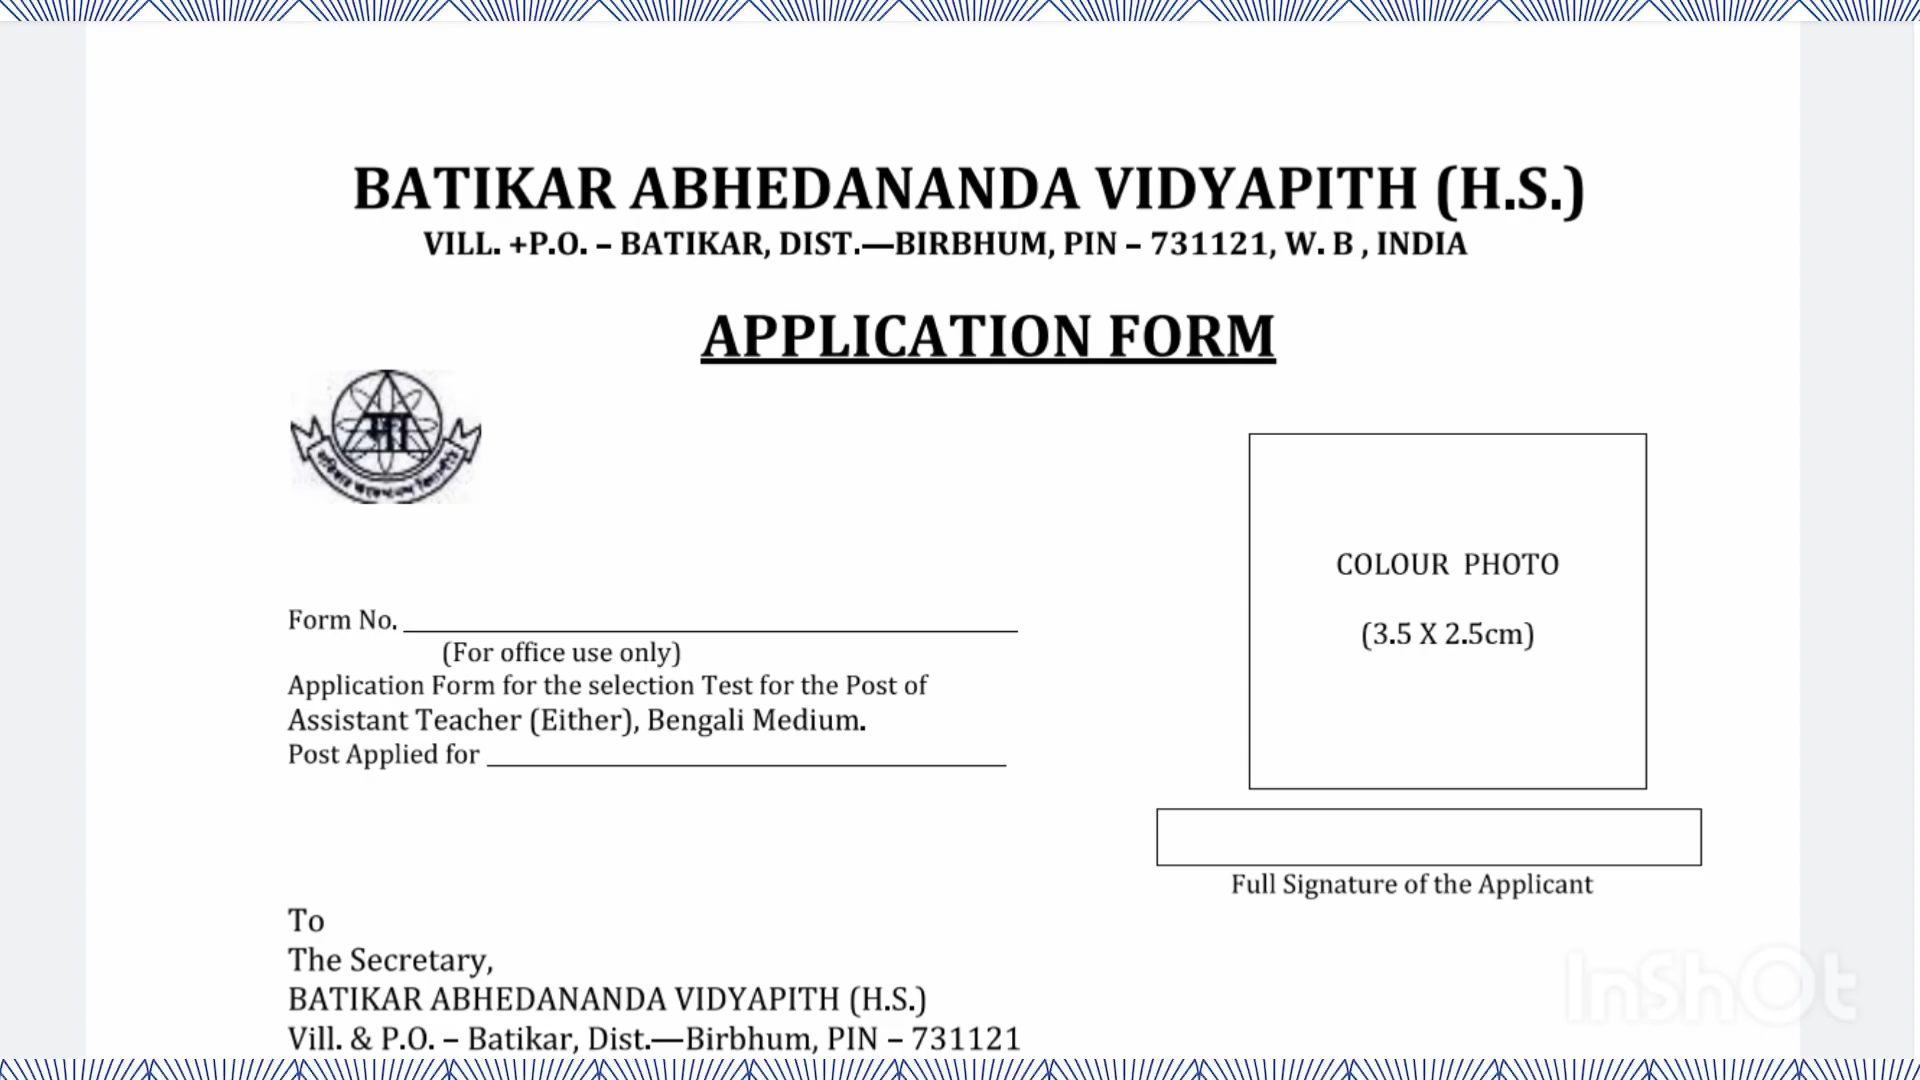 BATIKAR ABHEDANANDA VIDYAPITH (H.S.)
VILL. +P.O. – BATIKAR, DIST.—BIRBHUM, PIN – 731121, W. B , INDIA
APPLICATION FORM
मा
COLOUR PHOTO
(3.5 X 2.5cm)
Form No.
(For office use only)
Application Form for the selection Test for the Post of
Assistant Teacher (Either), Bengali Medium.
Post Applied for
Full Signature of the Applicant
To
The Secretary,
BATIKAR ABHEDANANDA VIDYAPITH (H.S.)
Vill. & P.O. – Batikar, Dist.—Birbhum, PIN – 731121
InShOt